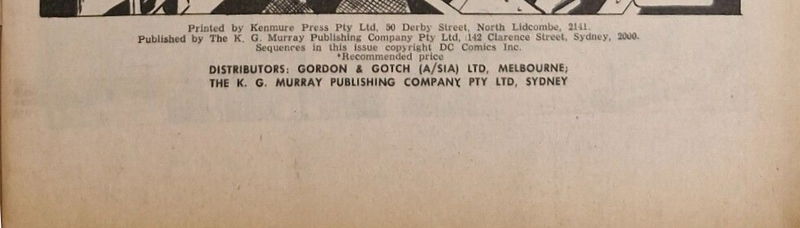 Printed by Kenmure Press Pty Ltd, 50 Derby Street, North Lidcombe, 2141.
Published by The K. G. Murray Publishing Company Pty Ltd, 142 Clarence Street, Sydney, 2000.
Sequences in this issue copyright DC Comics Inc.
*Recommended price
DISTRIBUTORS: GORDON & GOTCH (A/SIA) LTD, MELBOURNE;
THE K. G. MURRAY PUBLISHING COMPANY PTY LTD, SYDNEY